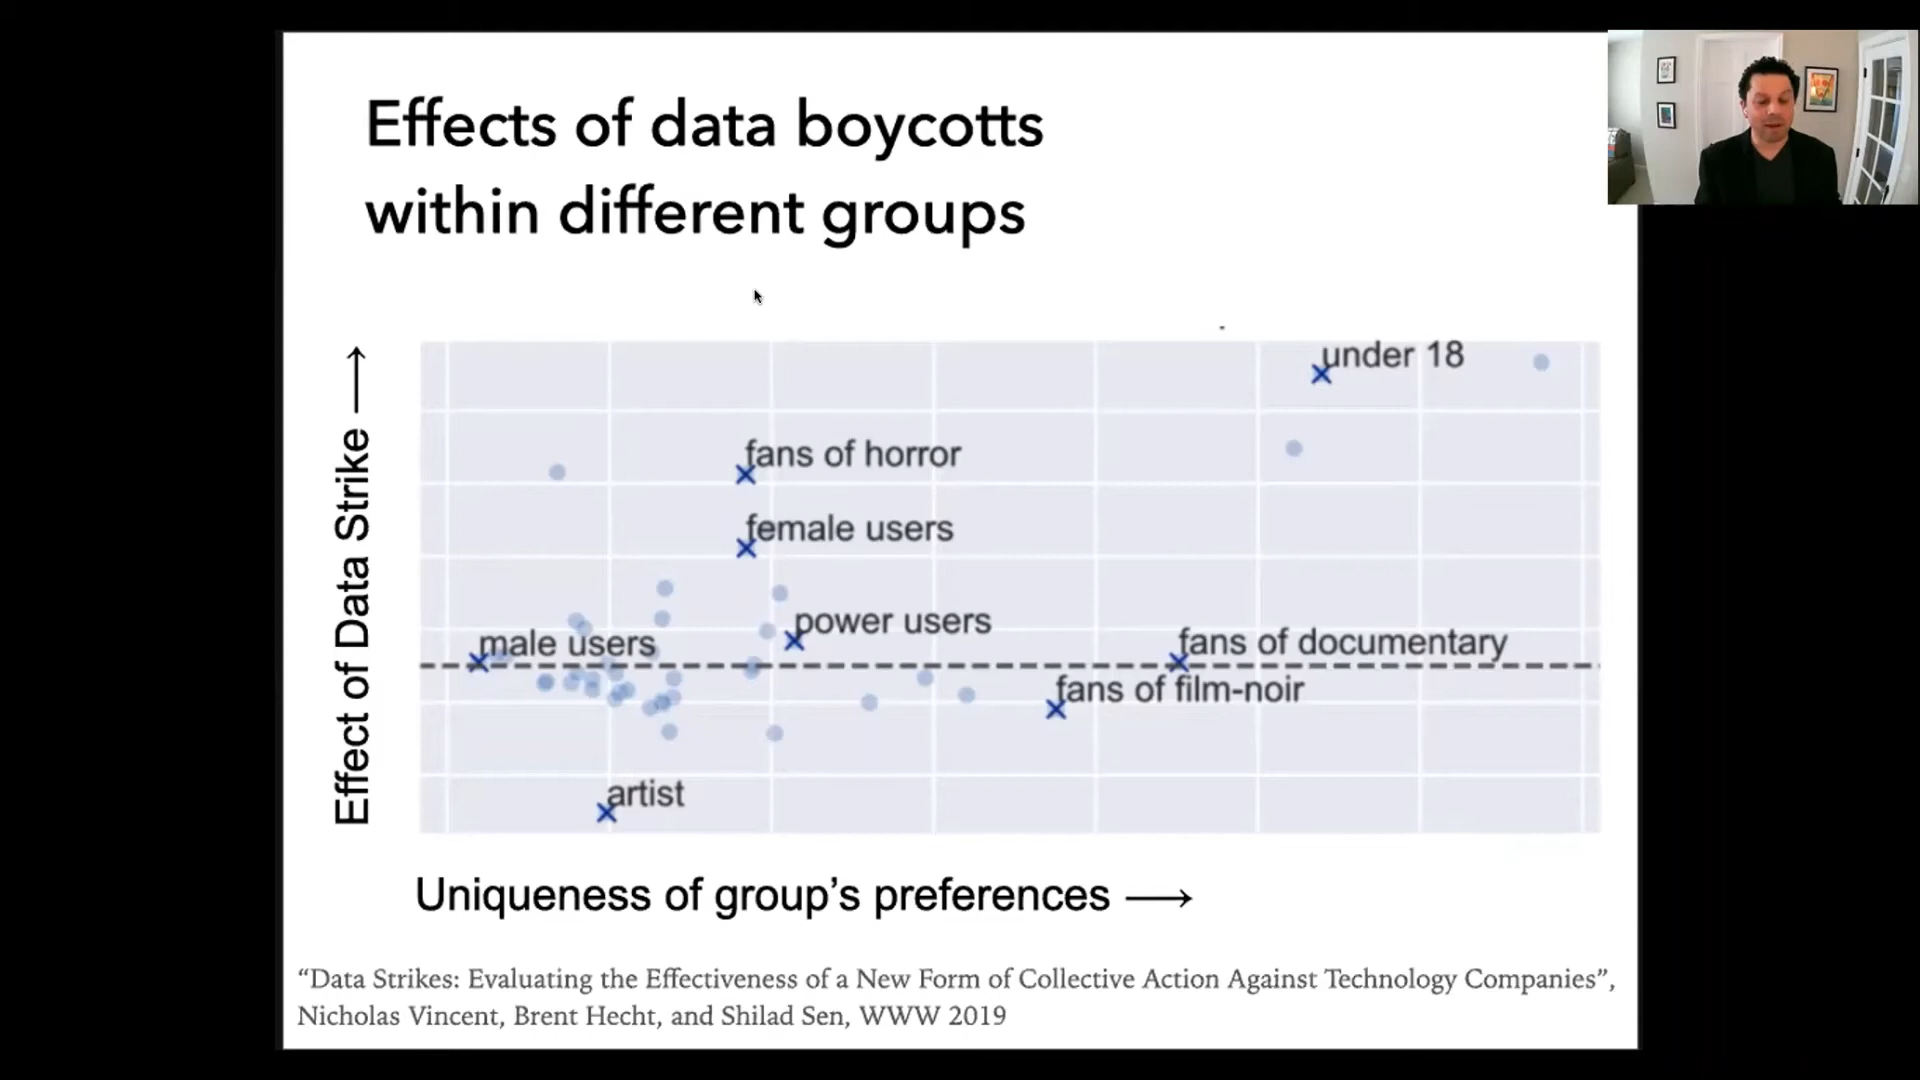 Effects of data boycotts
within different groups
Effect of Data Strike →
under 18
fans of horror
female users
power users
male users
fans of documentary
fans of film-noir
artist
Uniqueness of group’s preferences →
“Data Strikes: Evaluating the Effectiveness of a New Form of Collective Action Against Technology Companies”,
Nicholas Vincent, Brent Hecht, and Shilad Sen, WWW 2019